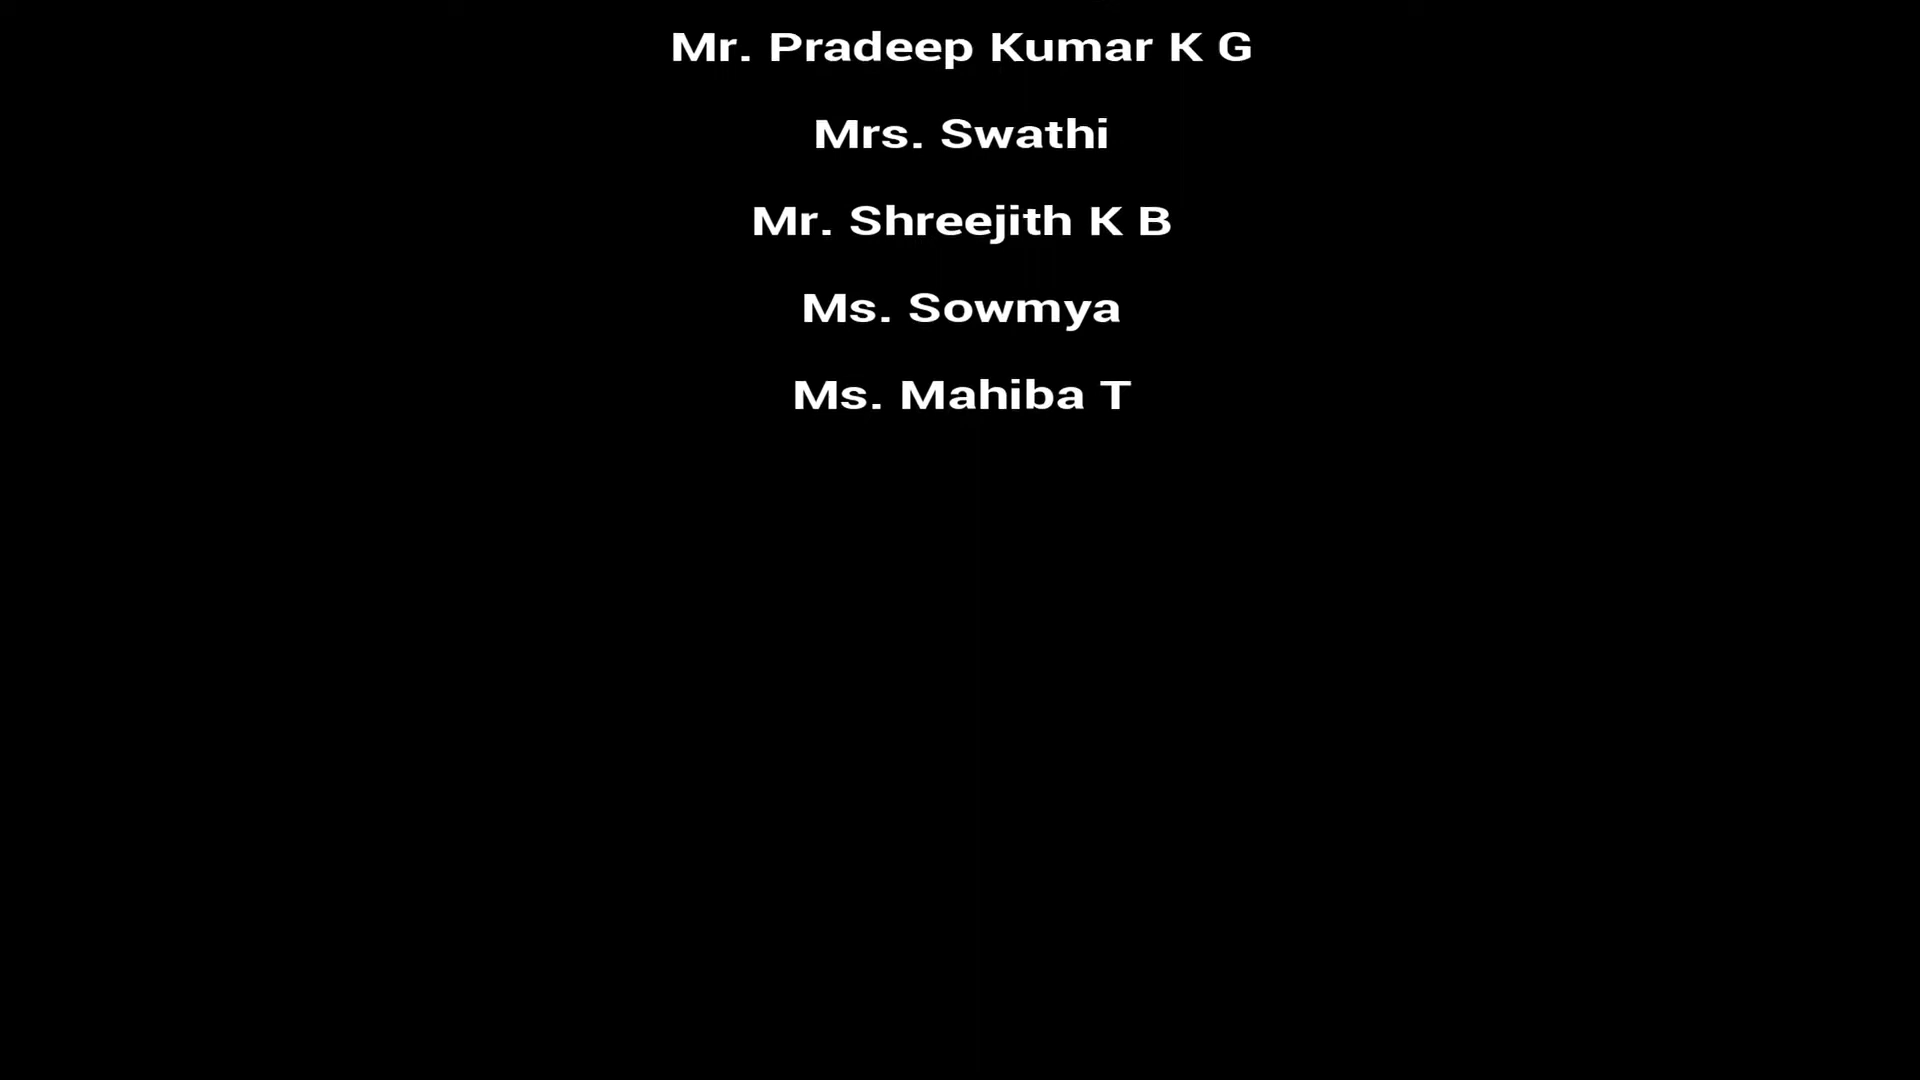 Mr. Pradeep Kumar K G
Mrs. Swathi
Mr. Shreejith K B
Ms. Sowmya
Ms. Mahiba T